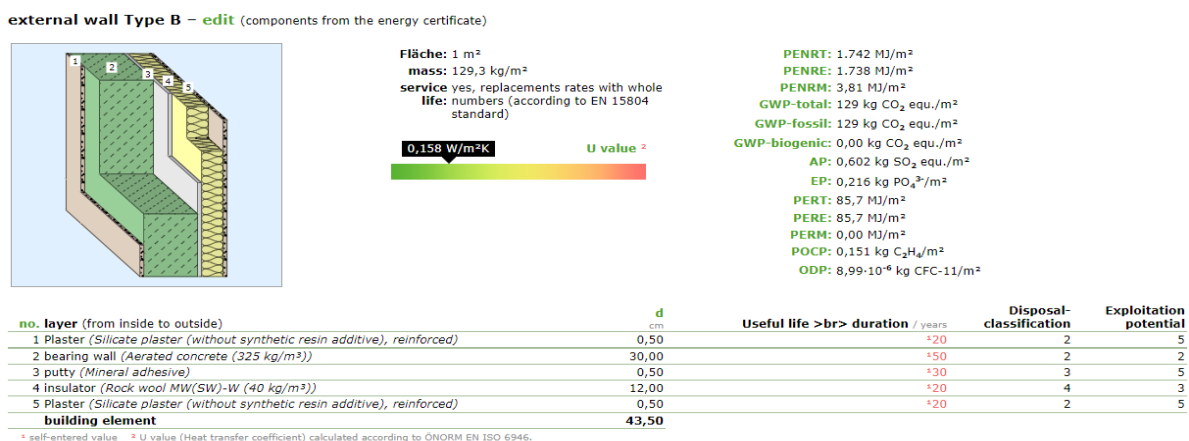 external wall Type B – edit (components from the energy certificate)
1
2
3
4
5
Fläche: 1 m²
mass: 129,3 kg/m²
service life: yes, replacements rates with whole numbers (according to EN 15804 standard)
0,158 W/m²K
U value ²
PENRT: 1.742 MJ/m²
PENRE: 1.738 MJ/m²
PENRM: 3,81 MJ/m²
GWP-total: 129 kg CO₂ equ./m²
GWP-fossil: 129 kg CO₂ equ./m²
GWP-biogenic: 0,00 kg CO₂ equ./m²
AP: 0,602 kg SO₂ equ./m²
EP: 0,216 kg PO₄³⁻/m²
PERT: 85,7 MJ/m²
PERE: 85,7 MJ/m²
PERM: 0,00 MJ/m²
POCP: 0,151 kg C₂H₄/m²
ODP: 8,99·10⁻⁶ kg CFC-11/m²
no. layer (from inside to outside) d cm Useful life >br> duration / years Disposal-classification Exploitation potential
1 Plaster (Silicate plaster (without synthetic resin additive), reinforced) 0,50 ¹20 2 5
2 bearing wall (Aerated concrete (325 kg/m³)) 30,00 ¹50 2 2
3 putty (Mineral adhesive) 0,50 ¹30 3 5
4 insulator (Rock wool MW(SW)-W (40 kg/m³)) 12,00 ¹20 4 3
5 Plaster (Silicate plaster (without synthetic resin additive), reinforced) 0,50 ¹20 2 5
building element 43,50
¹ self-entered value ² U value (Heat transfer coefficient) calculated according to ÖNORM EN ISO 6946.